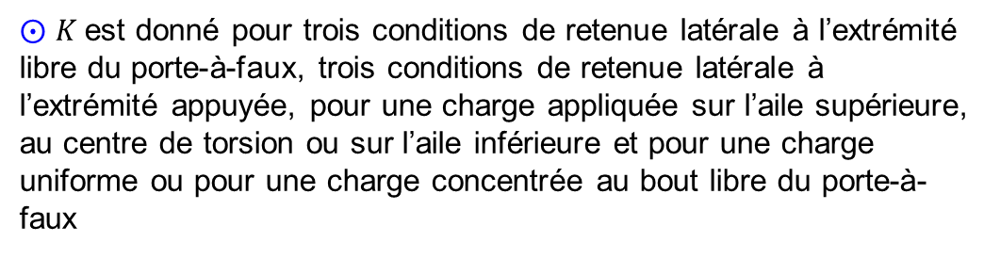 ⊙ K est donné pour trois conditions de retenue latérale à l’extrémité
libre du porte-à-faux, trois conditions de retenue latérale à
l’extrémité appuyée, pour une charge appliquée sur l’aile supérieure,
au centre de torsion ou sur l’aile inférieure et pour une charge
uniforme ou pour une charge concentrée au bout libre du porte-à-
faux